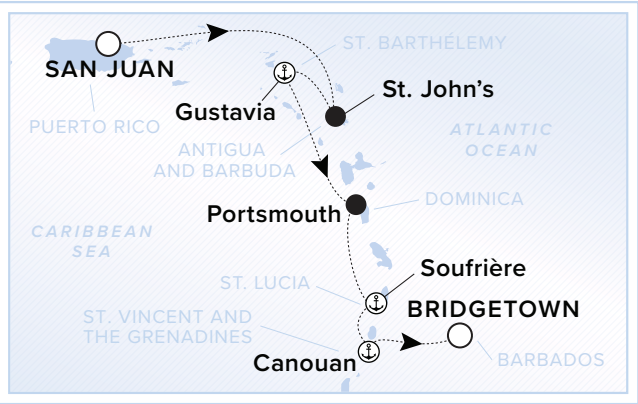 ST. BARTHÉLEMY
SAN JUAN
St. John's
Gustavia
PUERTO RICO
ATLANTIC
OCEAN
ANTIGUA
AND BARBUDA
DOMINICA
Portsmouth
CARIBBEAN
SEA
Soufrière
ST. LUCIA
BRIDGETOWN
ST. VINCENT AND
THE GRENADINES
Canouan
BARBADOS